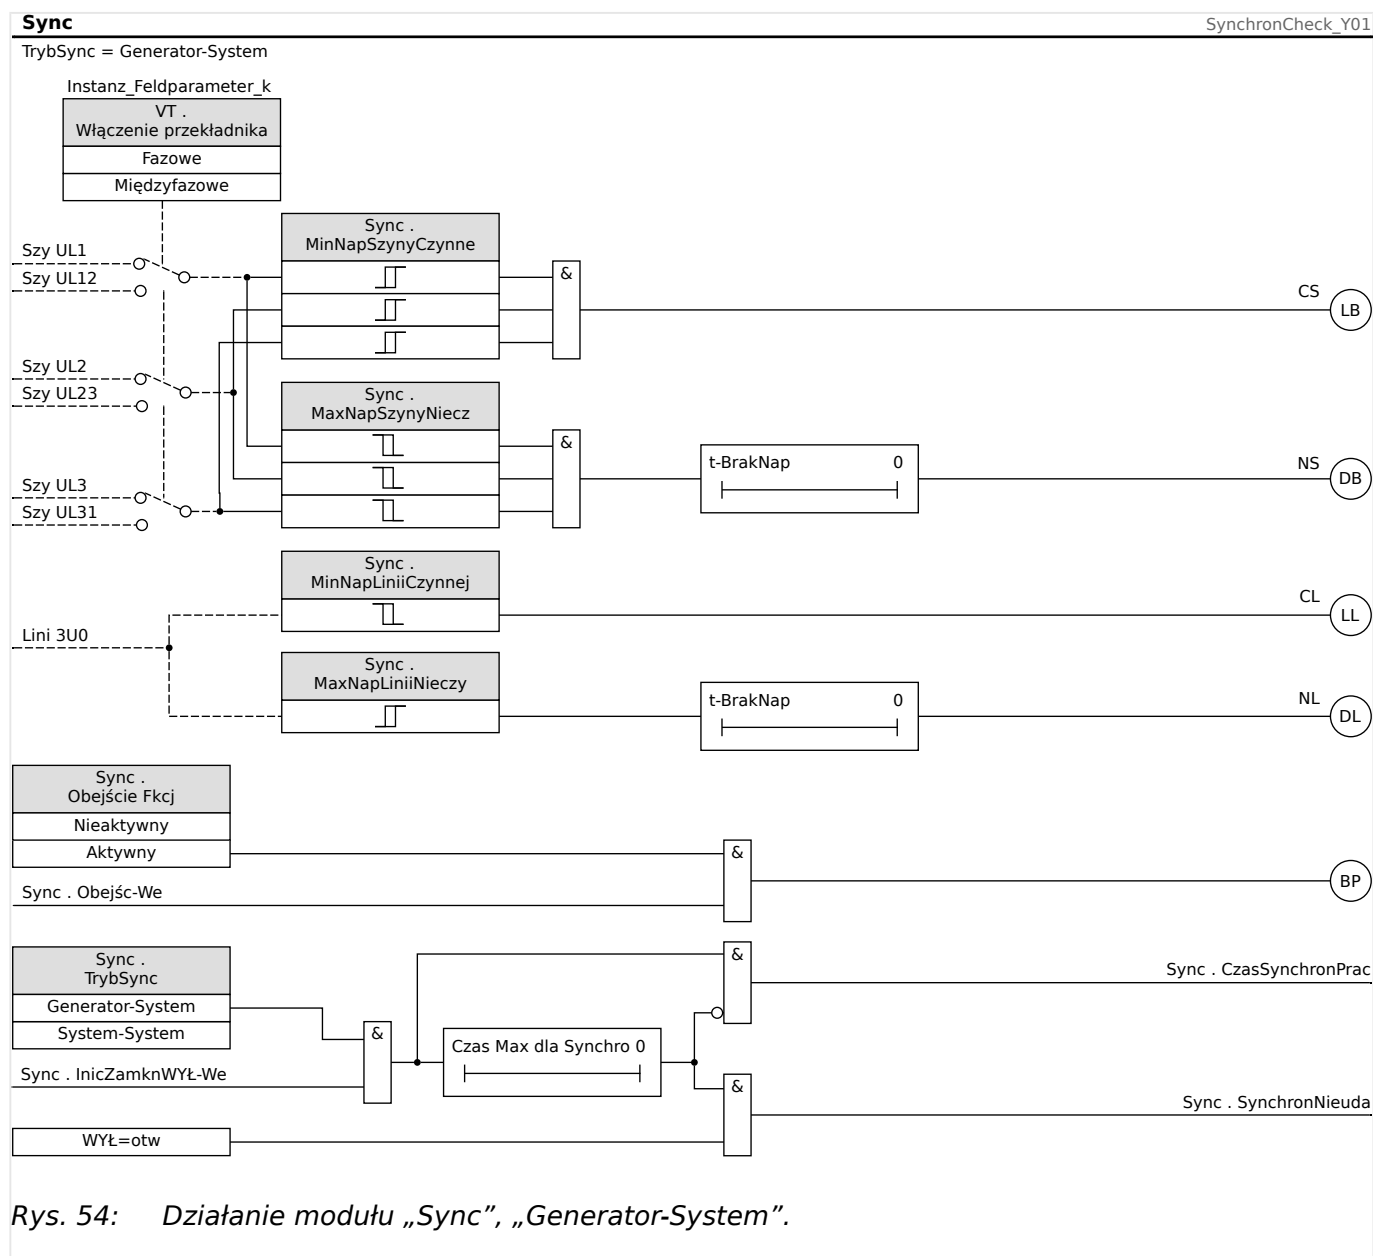 Sync SynchronCheck_Y01
TrybSync = Generator-System
Instanz_Feldparameter_k
VT .
Włączenie przekładnika
Fazowe
Międzyfazowe
Szy UL1
Szy UL12
Szy UL2
Szy UL23
Szy UL3
Szy UL31
Sync .
MinNapSzynyCzynne
&
CS
LB
Sync .
MaxNapSzynyNiecz
&
t-BrakNap 0
NS
DB
Sync .
MinNapLiniiCzynnej
CL
LL
Lini 3U0
Sync .
MaxNapLiniiNieczy
t-BrakNap 0
NL
DL
Sync .
Obejście Fkcj
Nieaktywny
Aktywny
Sync . Obejśc-We
&
BP
Sync .
TrybSync
Generator-System
System-System
Sync . InicZamknWYŁ-We
&
Czas Max dla Synchro 0
&
Sync . CzasSynchronPrac
&
Sync . SynchronNieuda
WYŁ=otw
Rys. 54: Działanie modułu „Sync”, „Generator-System”.